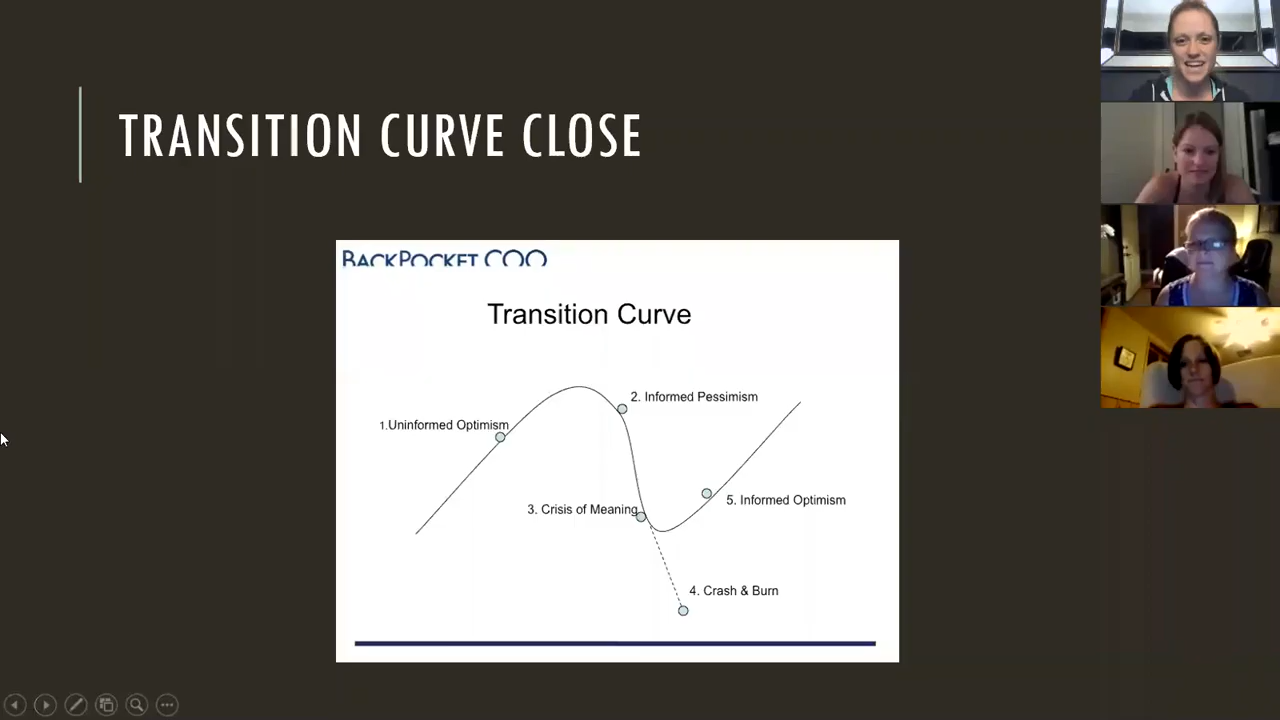 TRANSITION CURVE CLOSE
BACKPOCKET COO
Transition Curve
2. Informed Pessimism
1.Uninformed Optimism
3. Crisis of Meaning
5. Informed Optimism
4. Crash & Burn